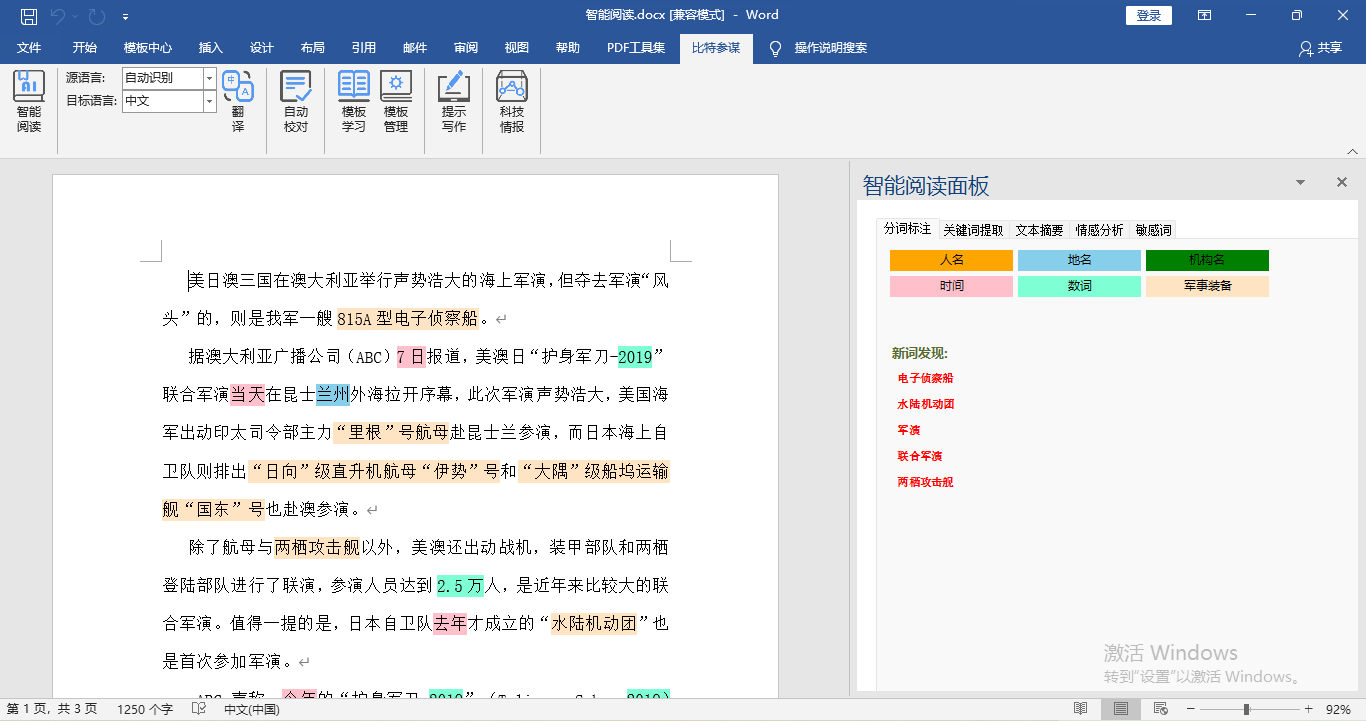 智能阅读.docx [兼容模式] - Word
登录
文件 开始 模板中心 插入 设计 布局 引用 邮件 审阅 视图 帮助 PDF工具集 比特参谋 操作说明搜索 共享
智能阅读
源语言: 自动识别
目标语言: 中文
翻译
自动校对
模板学习
模板管理
提示写作
科技情报
美日澳三国在澳大利亚举行声势浩大的海上军演,但夺去军演“风
头”的，则是我军一艘 815A 型电子侦察船。↵
据澳大利亚广播公司（ABC）7 日报道，美澳日“护身军刀-2019”
联合军演当天在昆士兰州外海拉开序幕，此次军演声势浩大，美国海
军出动印太司令部主力“里根”号航母赴昆士兰参演，而日本海上自
卫队则排出“日向”级直升机航母“伊势”号和“大隅”级船坞运输
舰“国东”号也赴澳参演。↵
除了航母与两栖攻击舰以外，美澳还出动战机，装甲部队和两栖
登陆部队进行了联演，参演人员达到 2.5 万人，是近年来比较大的联
合军演。值得一提的是，日本自卫队去年才成立的“水陆机动团”也
是首次参加军演。↵
智能阅读面板
分词标注 关键词提取 文本摘要 情感分析 敏感词
人名 地名 机构名
时间 数词 军事装备
新词发现:
电子侦察船
水陆机动团
军演
联合军演
两栖攻击舰
激活 Windows
转到“设置”以激活 Windows。
第 1 页，共 3 页 1250 个字 中文(中国) 92%